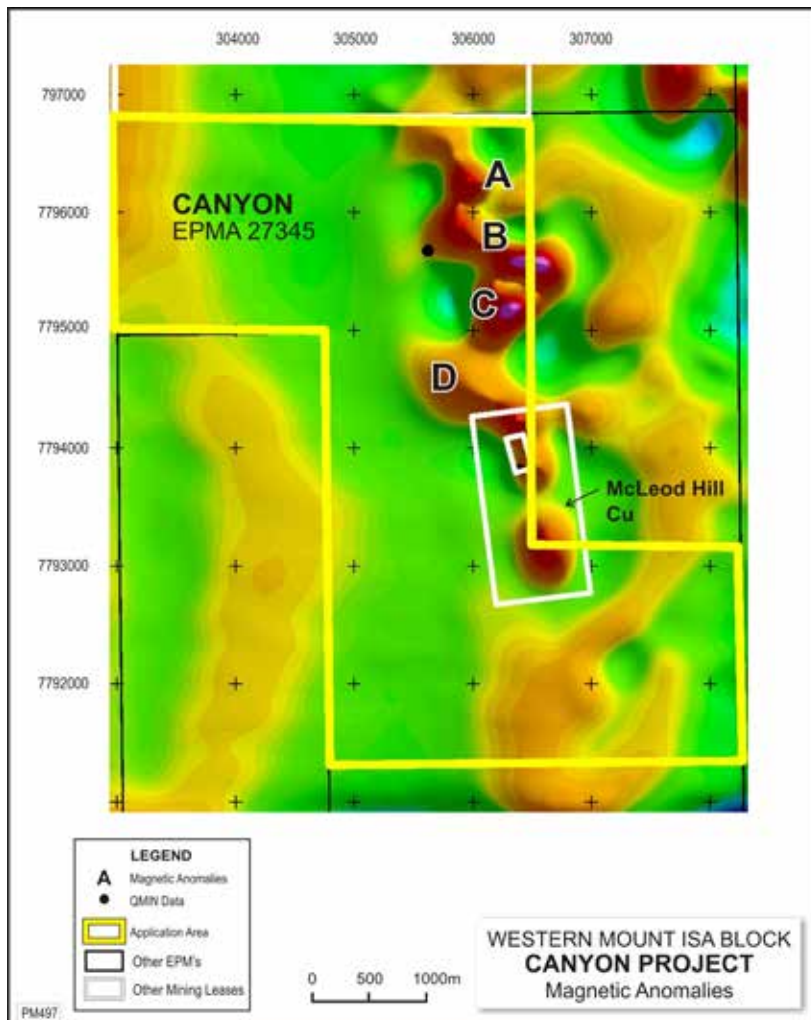 304000 305000 306000 307000
797000
A
CANYON
EPMA 27345
7796000
B
C
7795000
D
7794000
McLeod Hill
Cu
7793000
7792000
LEGEND
A Magnetic Anomalies
QMIN Data
Application Area
Other EPM's
Other Mining Leases
0 500 1000m
WESTERN MOUNT ISA BLOCK
CANYON PROJECT
Magnetic Anomalies
PM497